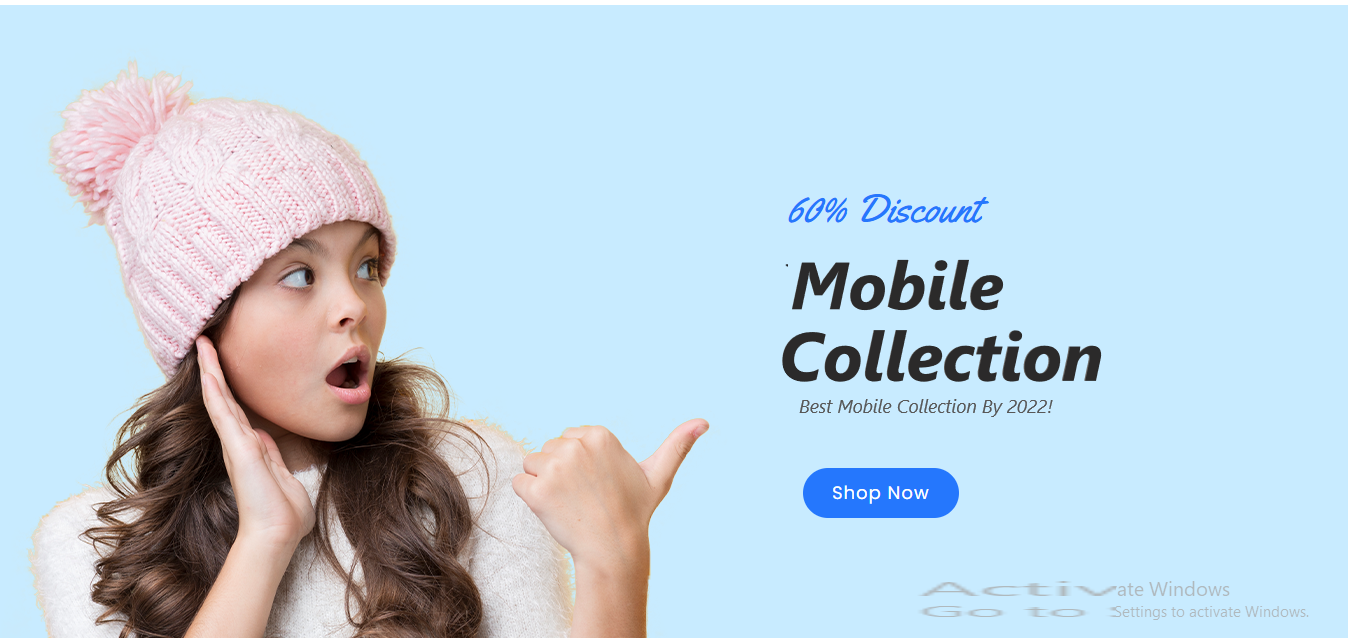 60% Discount
Mobile
Collection
Best Mobile Collection By 2022!
Shop Now
Activate Windows
Go to Settings to activate Windows.